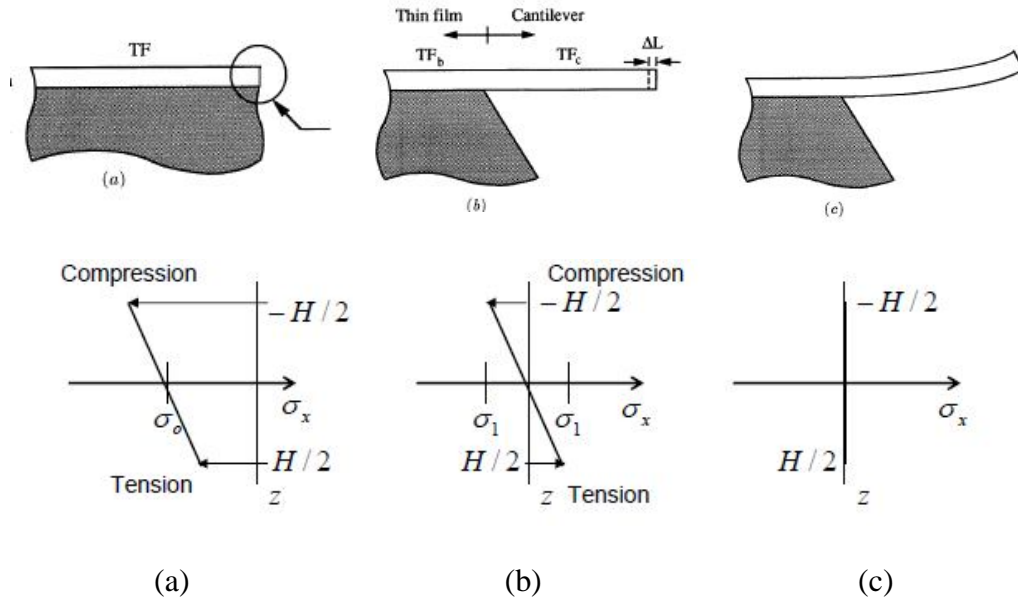 TF
(a)
Thin film
Cantilever
TF_b
TF_c
ΔL
(b)
(c)
Compression
− H / 2
σ_o
σ_x
H / 2
Tension
z
Compression
− H / 2
σ_1
σ_1
σ_x
H / 2
Tension
z
− H / 2
σ_x
H / 2
z
(a)
(b)
(c)